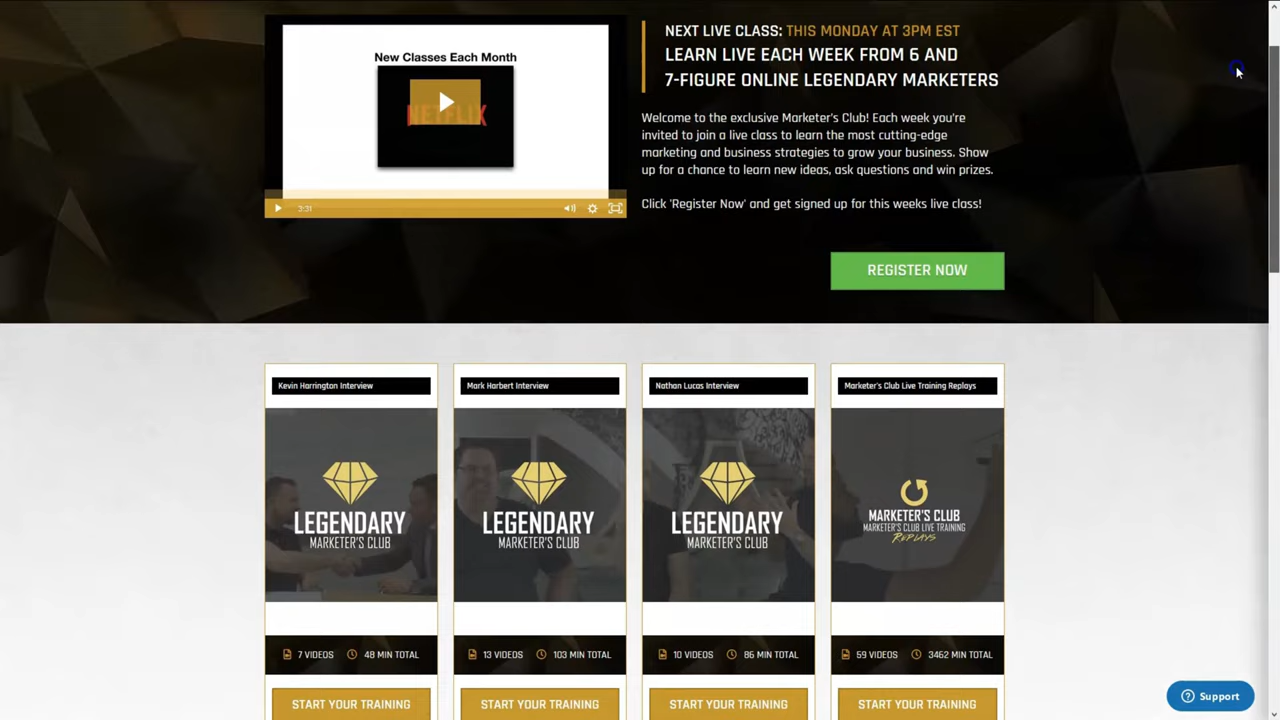 NEXT LIVE CLASS: THIS MONDAY AT 3PM EST
LEARN LIVE EACH WEEK FROM 6 AND
7-FIGURE ONLINE LEGENDARY MARKETERS
New Classes Each Month
NETFLIX
3:31
Welcome to the exclusive Marketer's Club! Each week you're
invited to join a live class to learn the most cutting-edge
marketing and business strategies to grow your business. Show
up for a chance to learn new ideas, ask questions and win prizes.
Click 'Register Now' and get signed up for this weeks live class!
REGISTER NOW
Kevin Harrington Interview
LEGENDARY
MARKETER'S CLUB
7 VIDEOS 48 MIN TOTAL
START YOUR TRAINING
Mark Harbert Interview
LEGENDARY
MARKETER'S CLUB
13 VIDEOS 103 MIN TOTAL
START YOUR TRAINING
Nathan Lucas Interview
LEGENDARY
MARKETER'S CLUB
10 VIDEOS 86 MIN TOTAL
START YOUR TRAINING
Marketer's Club Live Training Replays
MARKETER'S CLUB
MARKETER'S CLUB LIVE TRAINING
REPLAYS
59 VIDEOS 3462 MIN TOTAL
START YOUR TRAINING
Support